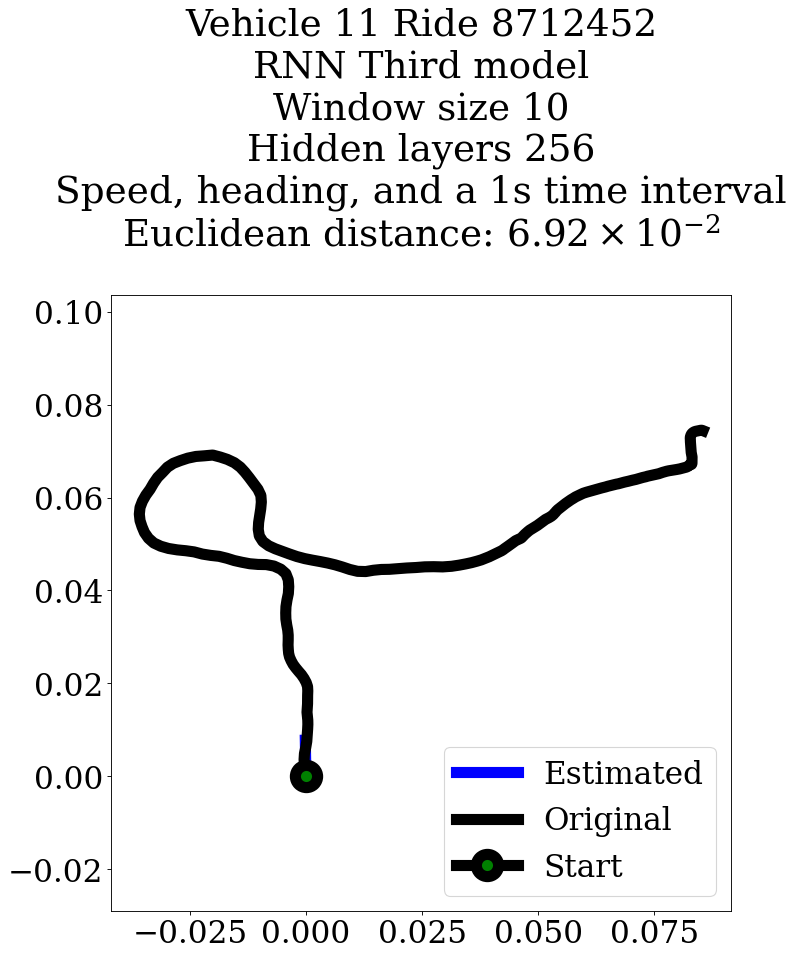 Vehicle 11 Ride 8712452
RNN Third model
Window size 10
Hidden layers 256
Speed, heading, and a 1s time interval
Euclidean distance: 6.92 × 10⁻²
0.10
0.08
0.06
0.04
0.02
0.00
−0.02
Estimated
Original
Start
−0.025 0.000 0.025 0.050 0.075